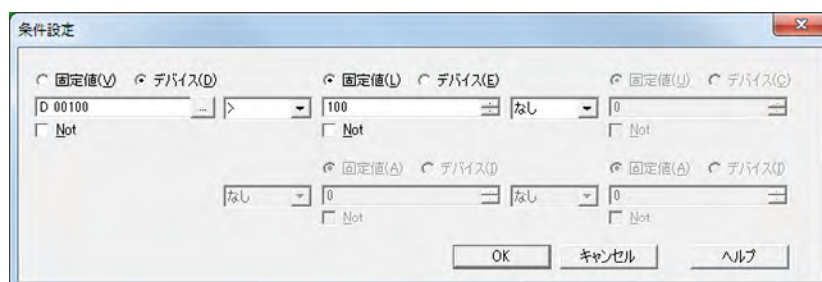 条件設定
固定値(V) デバイス(D) 固定値(L) デバイス(E) 固定値(U) デバイス(C)
D 00100 ... > 100 なし 0
Not Not Not
固定値(A) デバイス(I) 固定値(A) デバイス(I)
なし 0 なし 0
Not Not
OK キャンセル ヘルプ